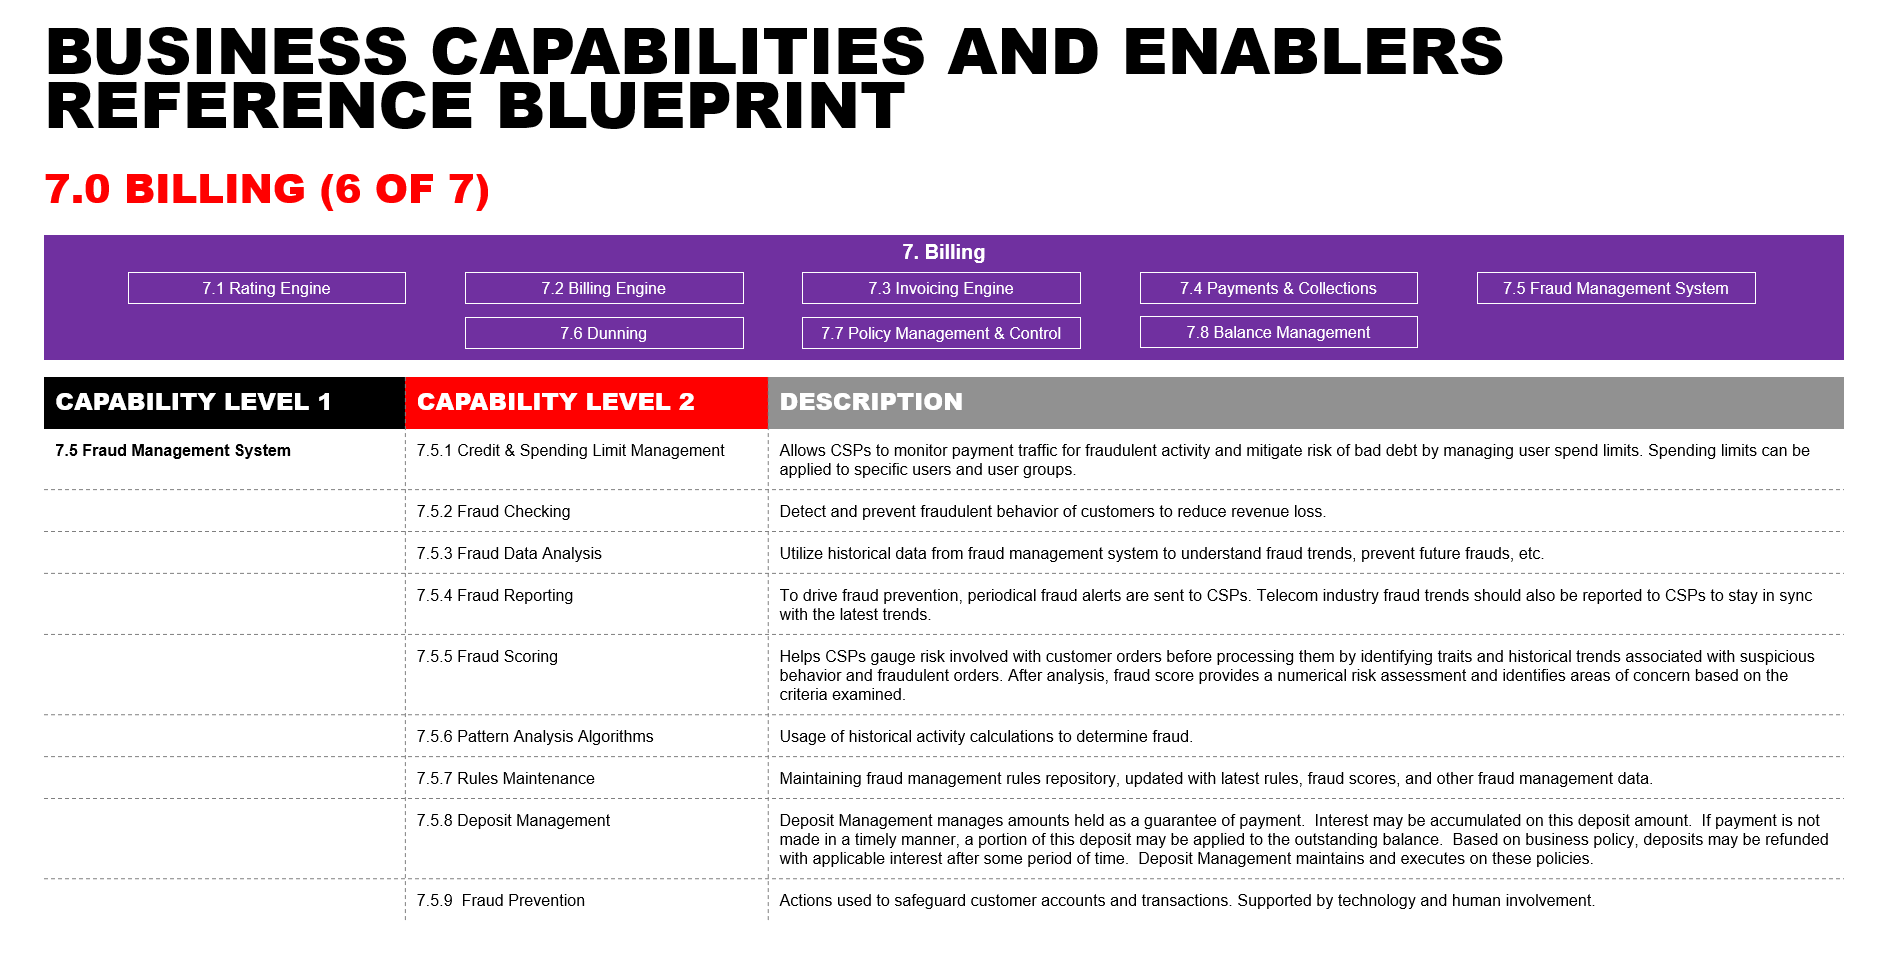 BUSINESS CAPABILITIES AND ENABLERS
REFERENCE BLUEPRINT
7.0 BILLING (6 OF 7)
7. Billing
7.1 Rating Engine
7.2 Billing Engine
7.3 Invoicing Engine
7.4 Payments & Collections
7.5 Fraud Management System
7.6 Dunning
7.7 Policy Management & Control
7.8 Balance Management
CAPABILITY LEVEL 1
CAPABILITY LEVEL 2
DESCRIPTION
7.5 Fraud Management System
7.5.1 Credit & Spending Limit Management
Allows CSPs to monitor payment traffic for fraudulent activity and mitigate risk of bad debt by managing user spend limits. Spending limits can be
applied to specific users and user groups.
7.5.2 Fraud Checking
Detect and prevent fraudulent behavior of customers to reduce revenue loss.
7.5.3 Fraud Data Analysis
Utilize historical data from fraud management system to understand fraud trends, prevent future frauds, etc.
7.5.4 Fraud Reporting
To drive fraud prevention, periodical fraud alerts are sent to CSPs. Telecom industry fraud trends should also be reported to CSPs to stay in sync
with the latest trends.
7.5.5 Fraud Scoring
Helps CSPs gauge risk involved with customer orders before processing them by identifying traits and historical trends associated with suspicious
behavior and fraudulent orders. After analysis, fraud score provides a numerical risk assessment and identifies areas of concern based on the
criteria examined.
7.5.6 Pattern Analysis Algorithms
Usage of historical activity calculations to determine fraud.
7.5.7 Rules Maintenance
Maintaining fraud management rules repository, updated with latest rules, fraud scores, and other fraud management data.
7.5.8 Deposit Management
Deposit Management manages amounts held as a guarantee of payment.  Interest may be accumulated on this deposit amount.  If payment is not
made in a timely manner, a portion of this deposit may be applied to the outstanding balance.  Based on business policy, deposits may be refunded
with applicable interest after some period of time.  Deposit Management maintains and executes on these policies.
7.5.9  Fraud Prevention
Actions used to safeguard customer accounts and transactions. Supported by technology and human involvement.